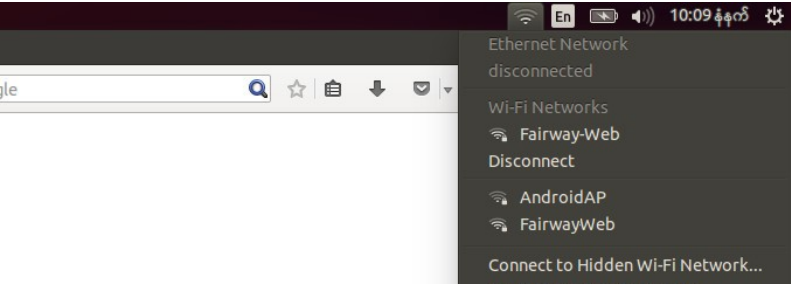 En 10:09 နံနက်
gle
Ethernet Network
disconnected
Wi-Fi Networks
Fairway-Web
Disconnect
AndroidAP
FairwayWeb
Connect to Hidden Wi-Fi Network...